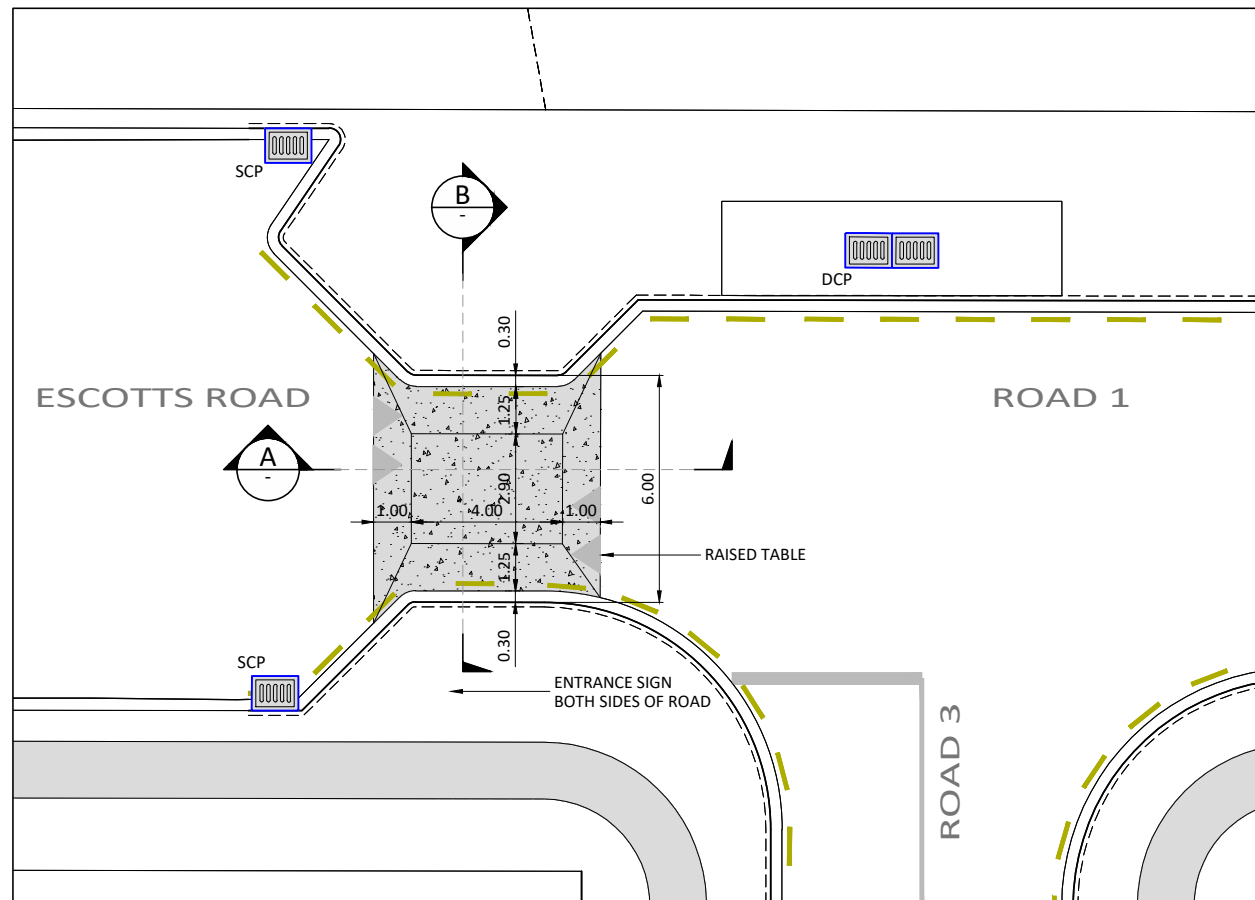 SCP
B
-
DCP
0.30
ESCOTTS ROAD
ROAD 1
1.25
A
-
2.90
6.00
1.00
4.00
1.00
RAISED TABLE
1.25
0.30
SCP
ENTRANCE SIGN
BOTH SIDES OF ROAD
ROAD 3